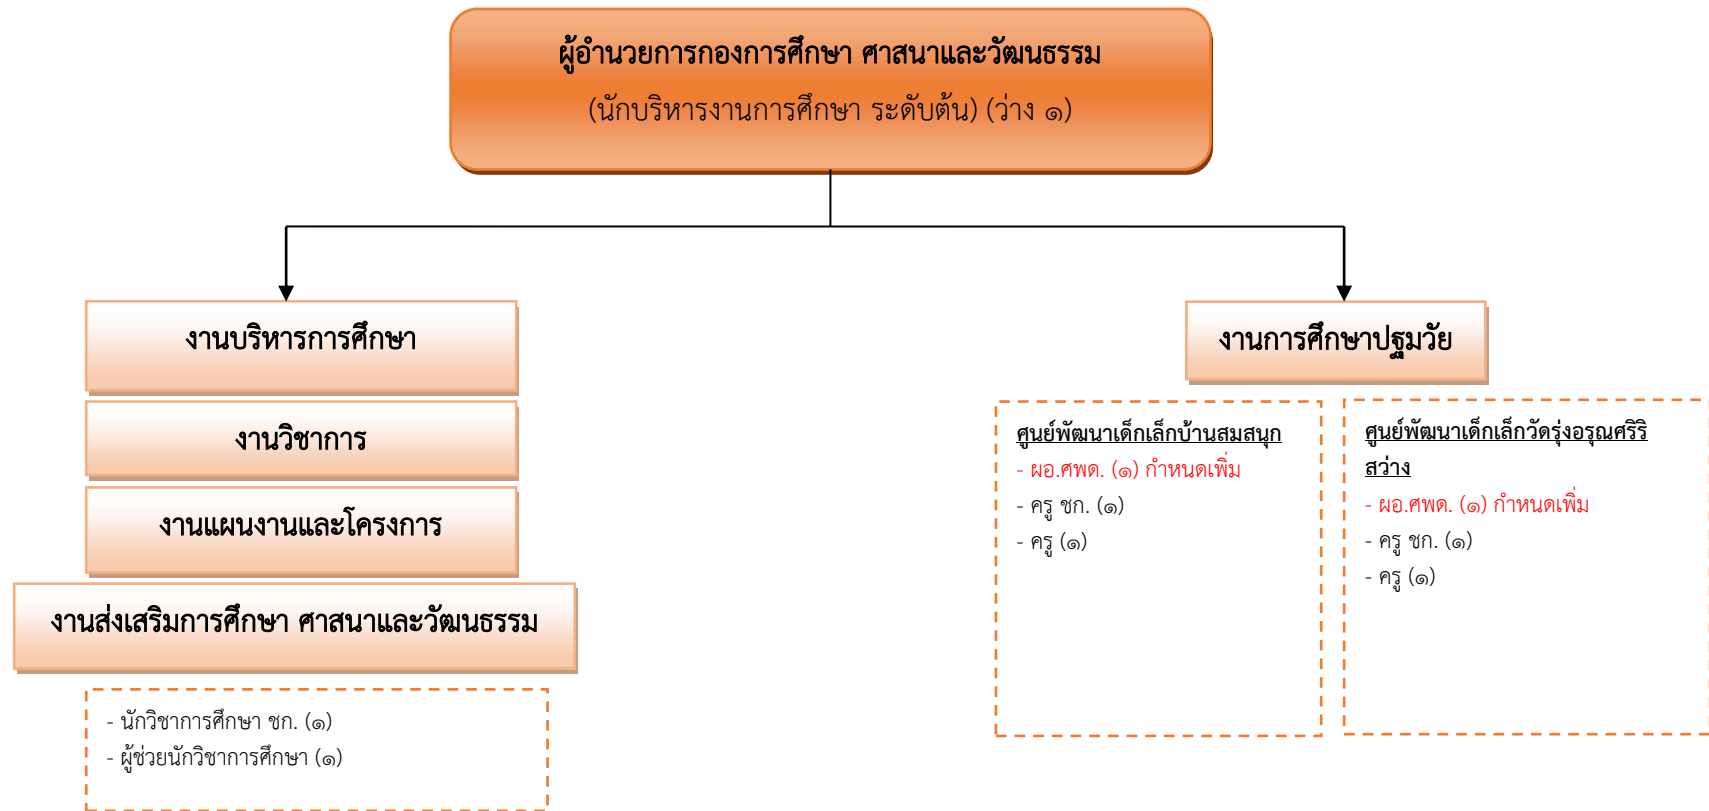 ผู้อำนวยการกองการศึกษา ศาสนาและวัฒนธรรม
(นักบริหารงานการศึกษา ระดับต้น) (ว่าง ๑)
งานบริหารการศึกษา
งานวิชาการ
งานแผนงานและโครงการ
งานส่งเสริมการศึกษา ศาสนาและวัฒนธรรม
- นักวิชาการศึกษา ชก. (๑)
- ผู้ช่วยนักวิชาการศึกษา (๑)
งานการศึกษาปฐมวัย
ศูนย์พัฒนาเด็กเล็กบ้านสมสนุก
- ผอ.ศพด. (๑) กำหนดเพิ่ม
- ครู ชก. (๑)
- ครู (๑)
ศูนย์พัฒนาเด็กเล็กวัดรุ่งอรุณศรีริ
สว่าง
- ผอ.ศพด. (๑) กำหนดเพิ่ม
- ครู ชก. (๑)
- ครู (๑)